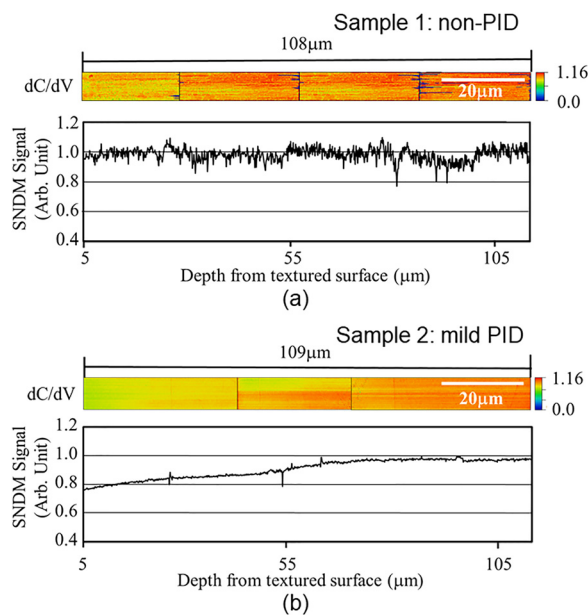 Sample 1: non-PID
108μm
dC/dV
20μm
1.16
0.0
SNDM Signal
(Arb. Unit)
1.2
1.0
0.8
0.6
0.4
5
55
105
Depth from textured surface (μm)
(a)
Sample 2: mild PID
109μm
dC/dV
20μm
1.16
0.0
SNDM Signal
(Arb. Unit)
1.2
1.0
0.8
0.6
0.4
5
55
105
Depth from textured surface (μm)
(b)